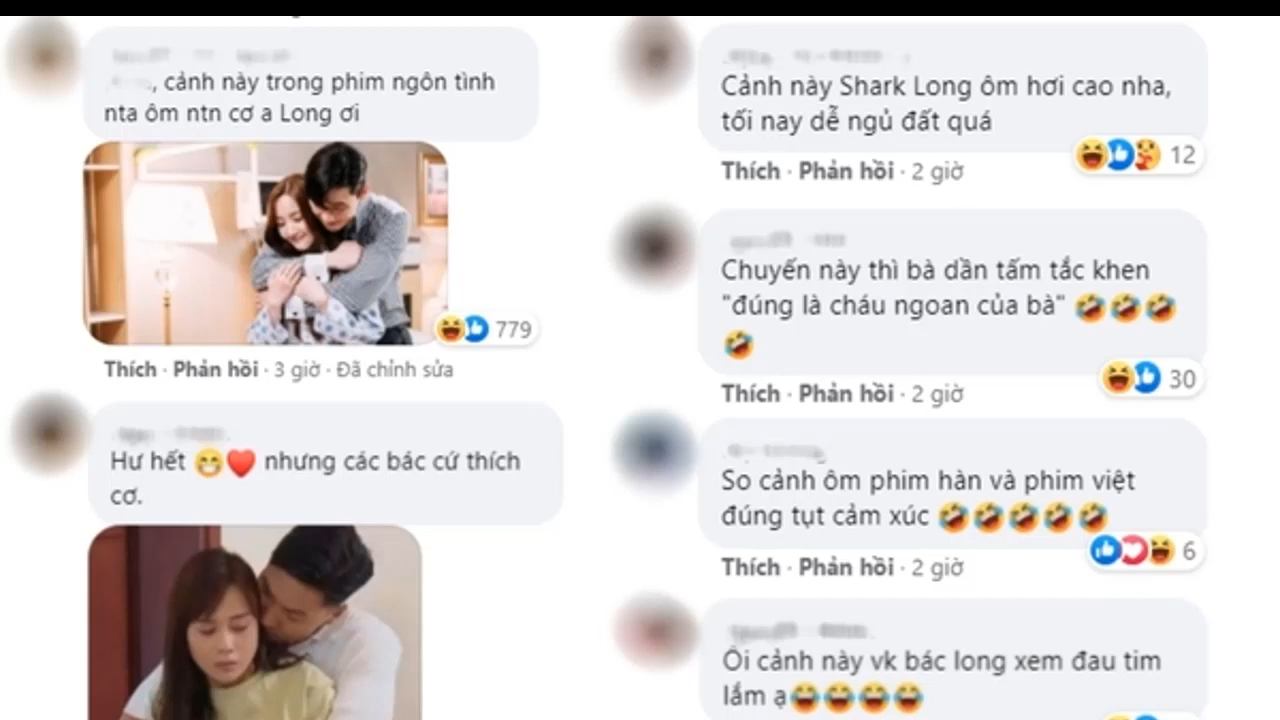 , cảnh này trong phim ngôn tình
nta ôm ntn cơ a Long ơi
779
Thích · Phản hồi · 3 giờ · Đã chỉnh sửa
Hư hết 😁❤️ nhưng các bác cứ thích
cơ.
Cảnh này Shark Long ôm hơi cao nha,
tối nay dễ ngủ đất quá
12
Thích · Phản hồi · 2 giờ
Chuyến này thì bà dần tấm tắc khen
"đúng là cháu ngoan của bà" 🤣🤣🤣
🤣
30
Thích · Phản hồi · 2 giờ
So cảnh ôm phim hàn và phim việt
đúng tụt cảm xúc 🤣🤣🤣🤣🤣
6
Thích · Phản hồi · 2 giờ
Ôi cảnh này vk bác long xem đau tim
lắm ạ😂😂😂😂